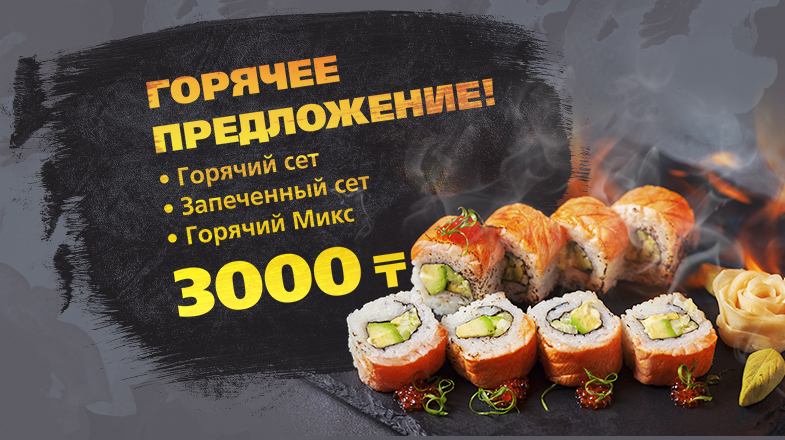 ГОРЯЧЕЕ
ПРЕДЛОЖЕНИЕ!
• Горячий сет
• Запеченный сет
• Горячий Микс
3000 ₸